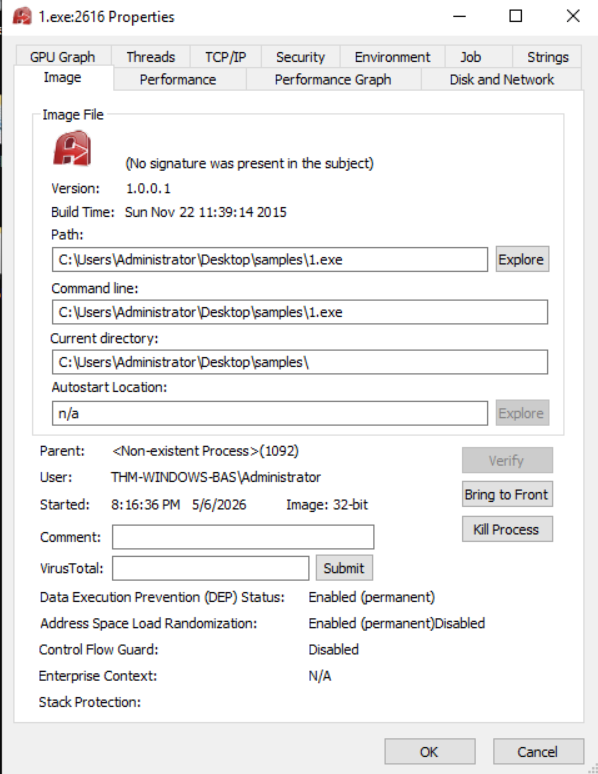 1.exe:2616 Properties
GPU Graph Threads TCP/IP Security Environment Job Strings
Image Performance Performance Graph Disk and Network
Image File
(No signature was present in the subject)
Version: 1.0.0.1
Build Time: Sun Nov 22 11:39:14 2015
Path:
C:\Users\Administrator\Desktop\samples\1.exe Explore
Command line:
C:\Users\Administrator\Desktop\samples\1.exe
Current directory:
C:\Users\Administrator\Desktop\samples\
Autostart Location:
n/a Explore
Parent: <Non-existent Process>(1092)
Verify
User: THM-WINDOWS-BAS\Administrator
Bring to Front
Started: 8:16:36 PM 5/6/2026 Image: 32-bit
Kill Process
Comment:
VirusTotal: Submit
Data Execution Prevention (DEP) Status: Enabled (permanent)
Address Space Load Randomization: Enabled (permanent)Disabled
Control Flow Guard: Disabled
Enterprise Context: N/A
Stack Protection:
OK Cancel